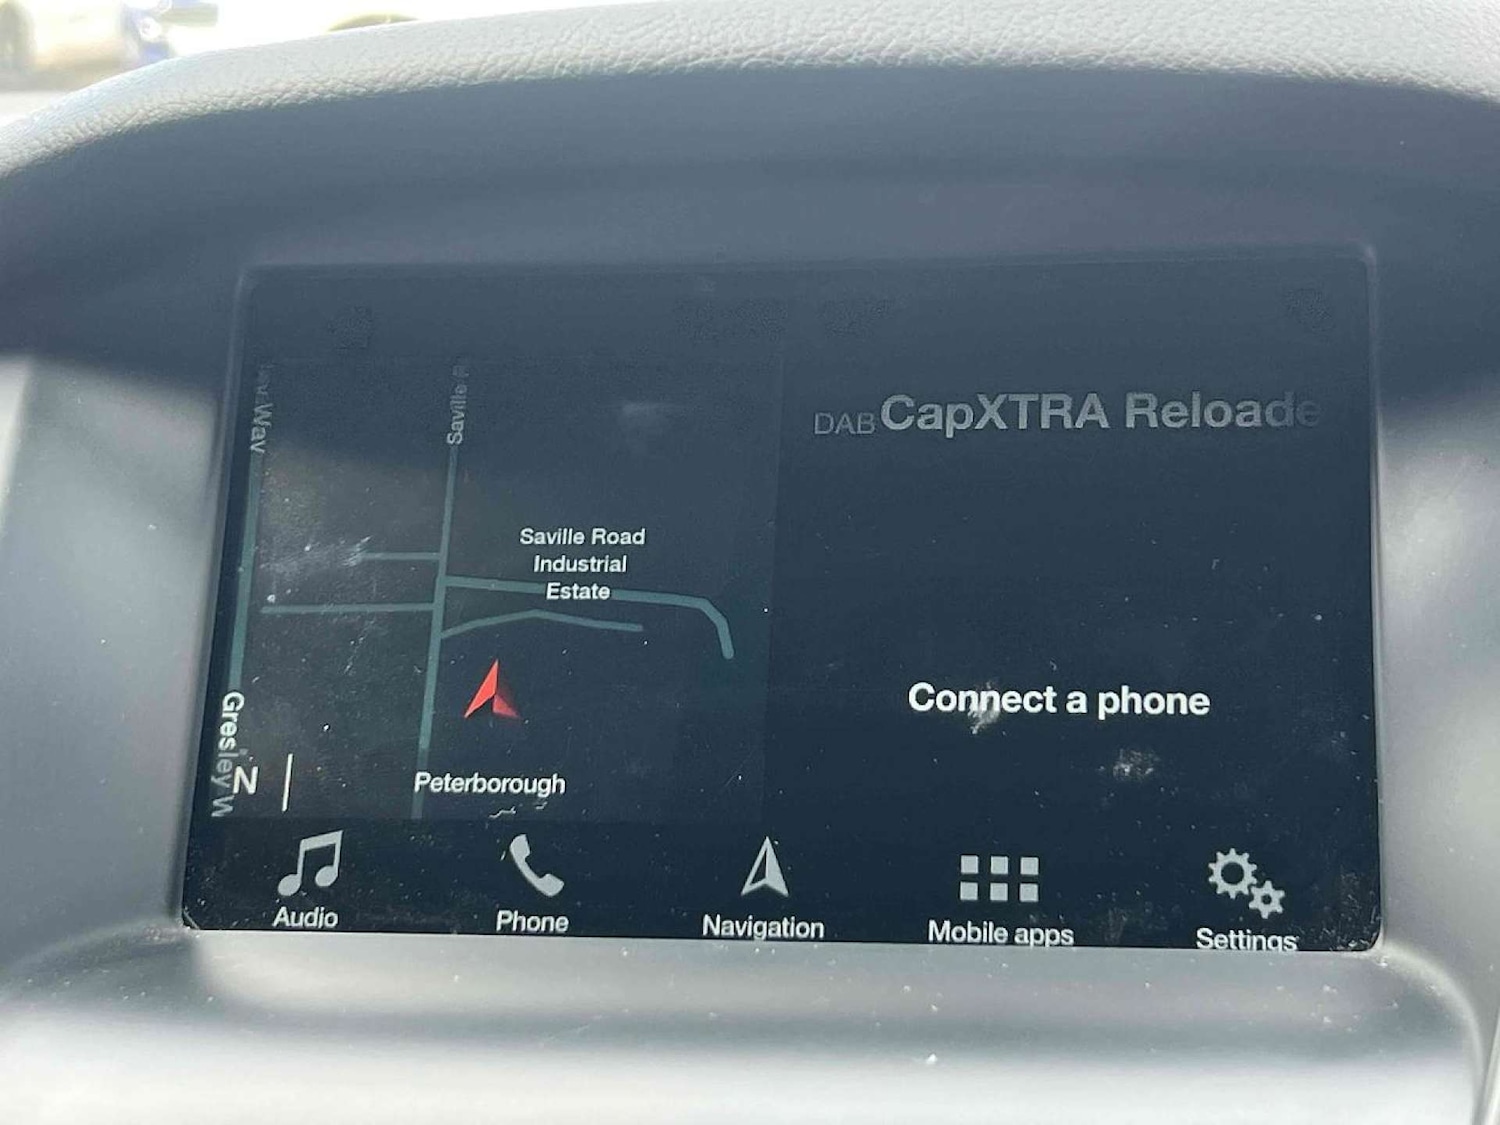 Way
Saville R
DAB CapXTRA Reloade
Saville Road
Industrial
Estate
Connect a phone
Gresley W
N
Peterborough
Audio
Phone
Navigation
Mobile apps
Settings